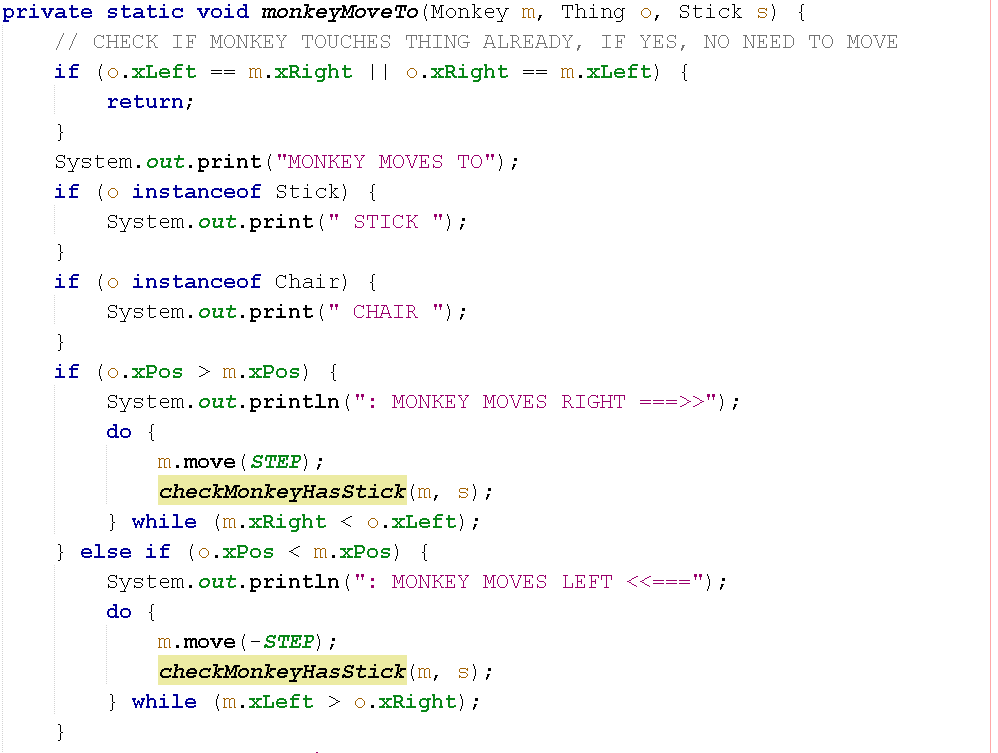 private static void monkeyMoveTo(Monkey m, Thing o, Stick s) {
// CHECK IF MONKEY TOUCHES THING ALREADY, IF YES, NO NEED TO MOVE
if (o.xLeft == m.xRight || o.xRight == m.xLeft) {
return;
}
System.out.print("MONKEY MOVES TO");
if (o instanceof Stick) {
System.out.print(" STICK ");
}
if (o instanceof Chair) {
System.out.print(" CHAIR ");
}
if (o.xPos > m.xPos) {
System.out.println(": MONKEY MOVES RIGHT ===>>");
do {
m.move(STEP);
checkMonkeyHasStick(m, s);
} while (m.xRight < o.xLeft);
} else if (o.xPos < m.xPos) {
System.out.println(": MONKEY MOVES LEFT <<===");
do {
m.move(-STEP);
checkMonkeyHasStick(m, s);
} while (m.xLeft > o.xRight);
}